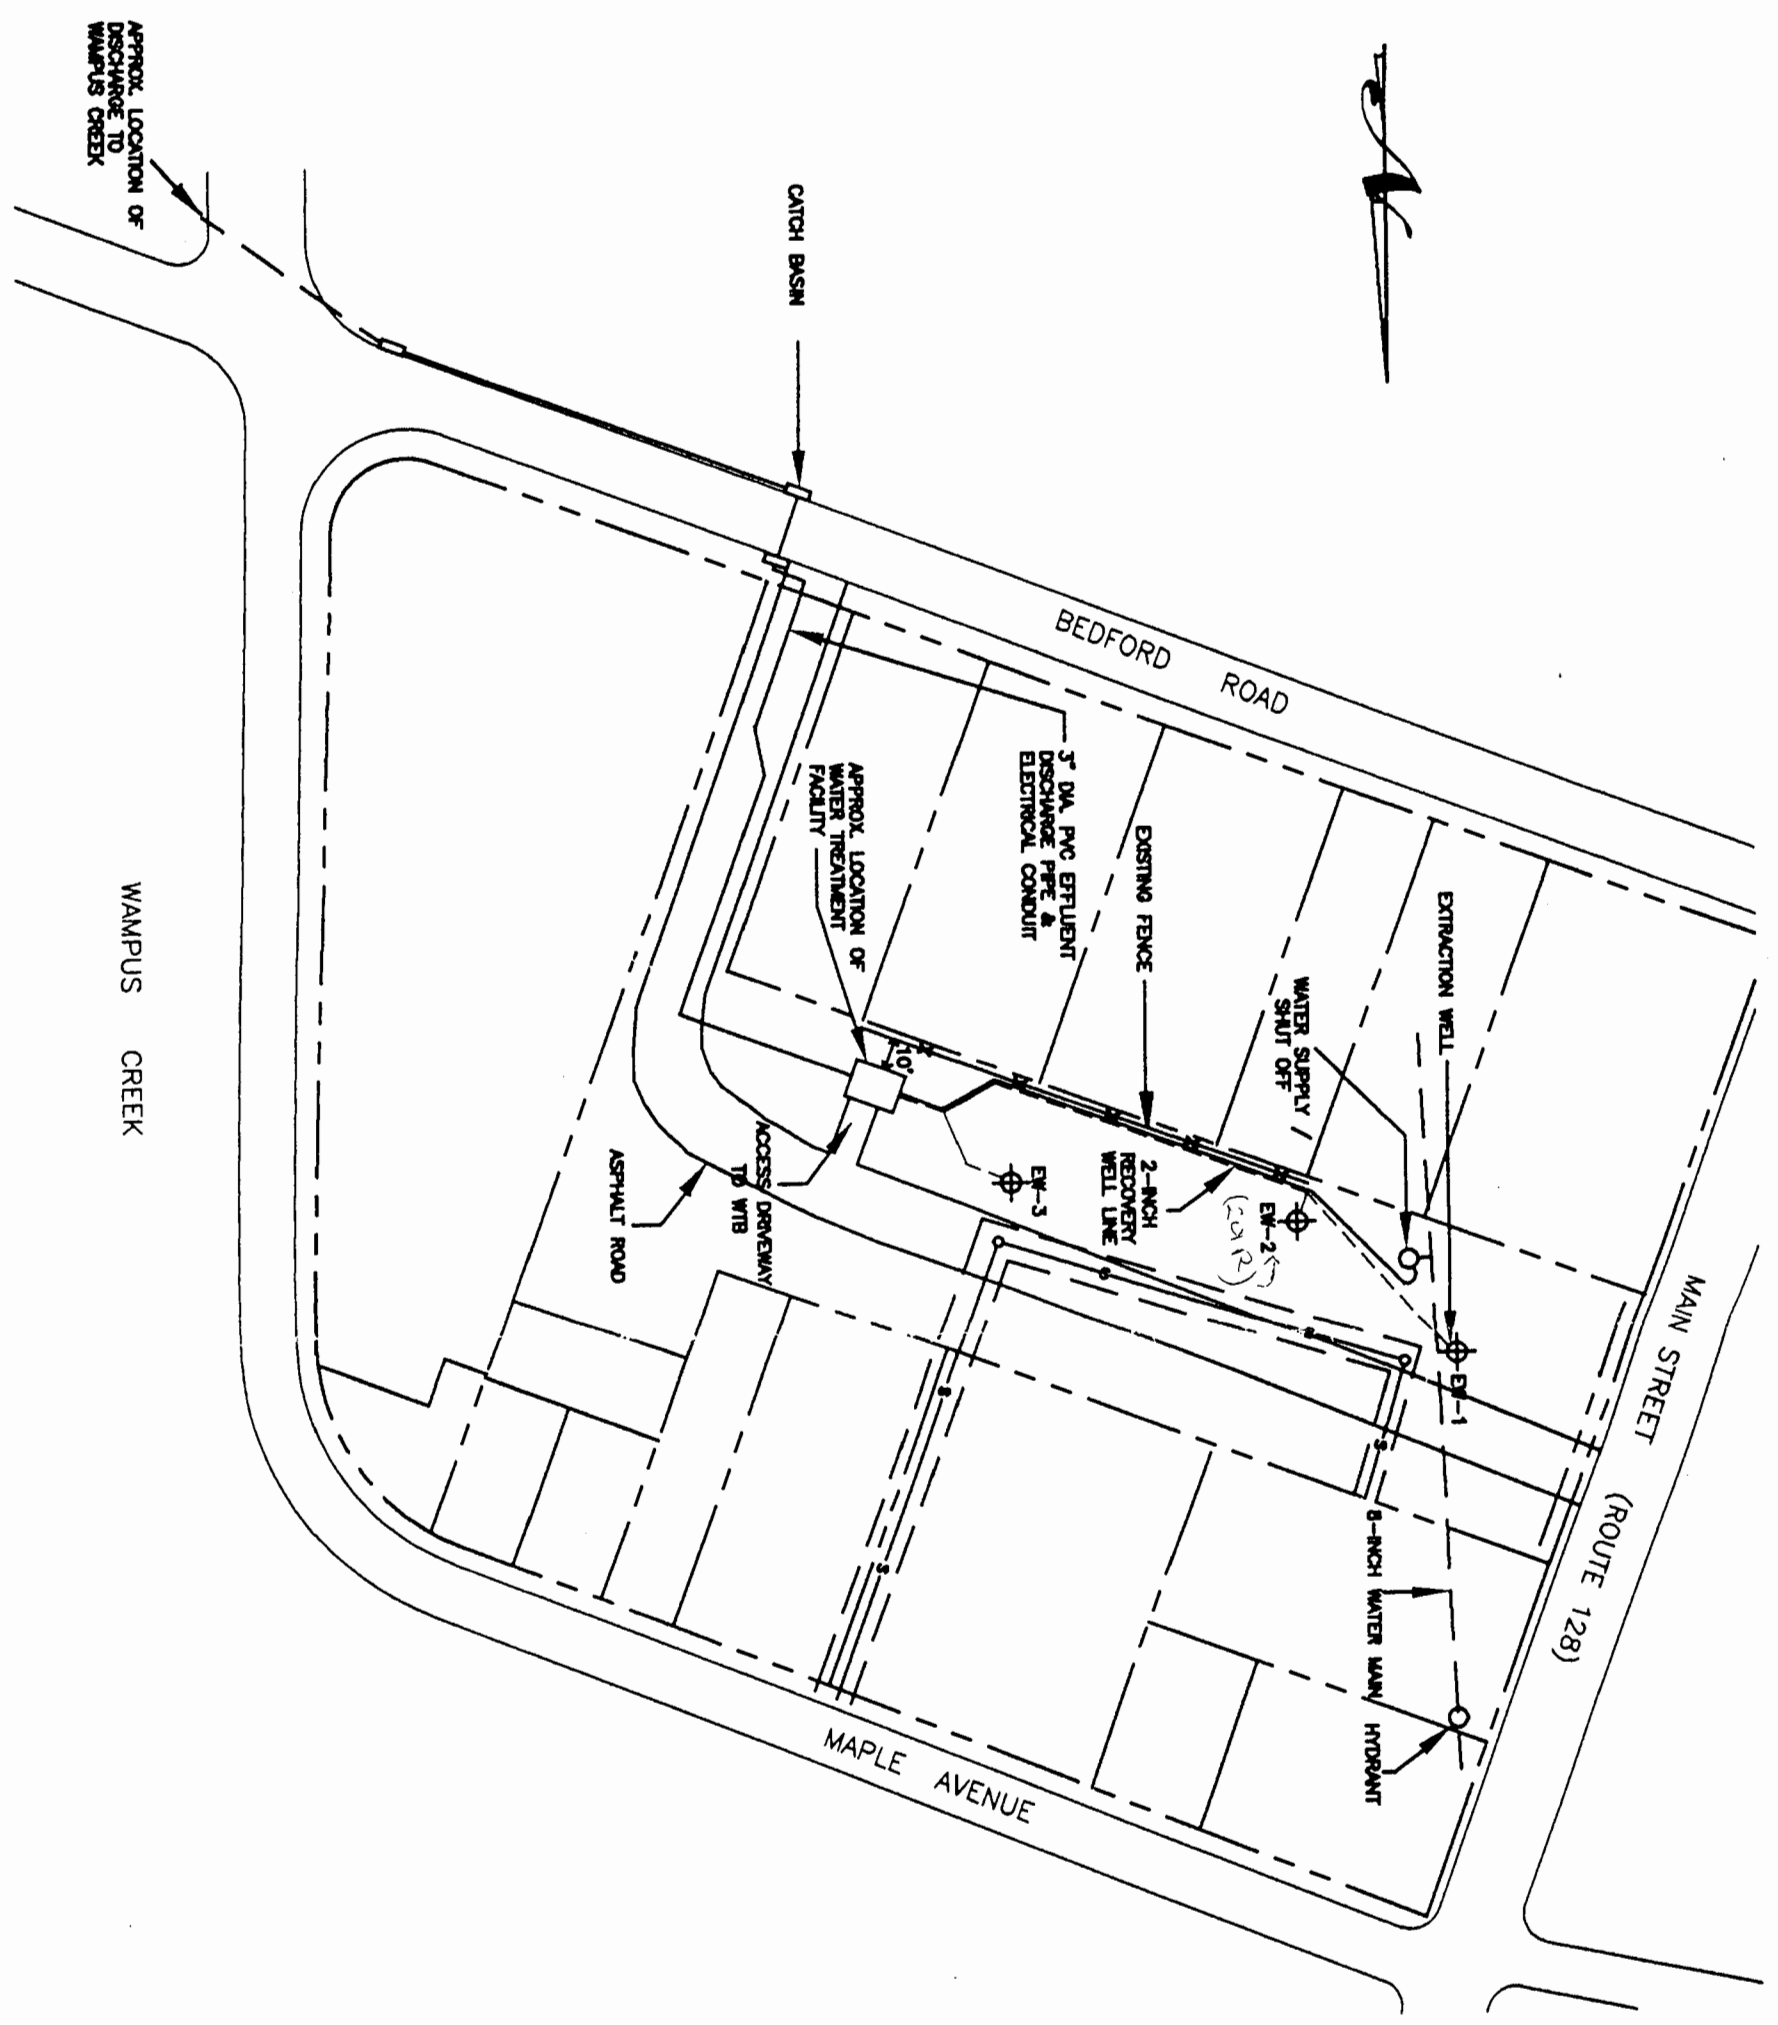 APPROX. LOCATION OF
DISCHARGE TO
WAMPUS CREEK
CATCH BASIN
BEDFORD ROAD
3" DIA. PVC EFFLUENT
DISCHARGE PIPE &
ELECTRICAL CONDUIT
APPROX. LOCATION OF
WATER TREATMENT
FACILITY
EXISTING FENCE
EXTRACTION WELL
WATER SUPPLY
SHUT OFF
10'
EW-3
2-INCH
RECOVERY
WELL LINE
EW-2
EW-1
ACCESS DRIVEWAY
TO WTB
ASPHALT ROAD
MAIN STREET (ROUTE 128)
8-INCH WATER MAIN
HYDRANT
S
S
S
S
MAPLE AVENUE
WAMPUS CREEK